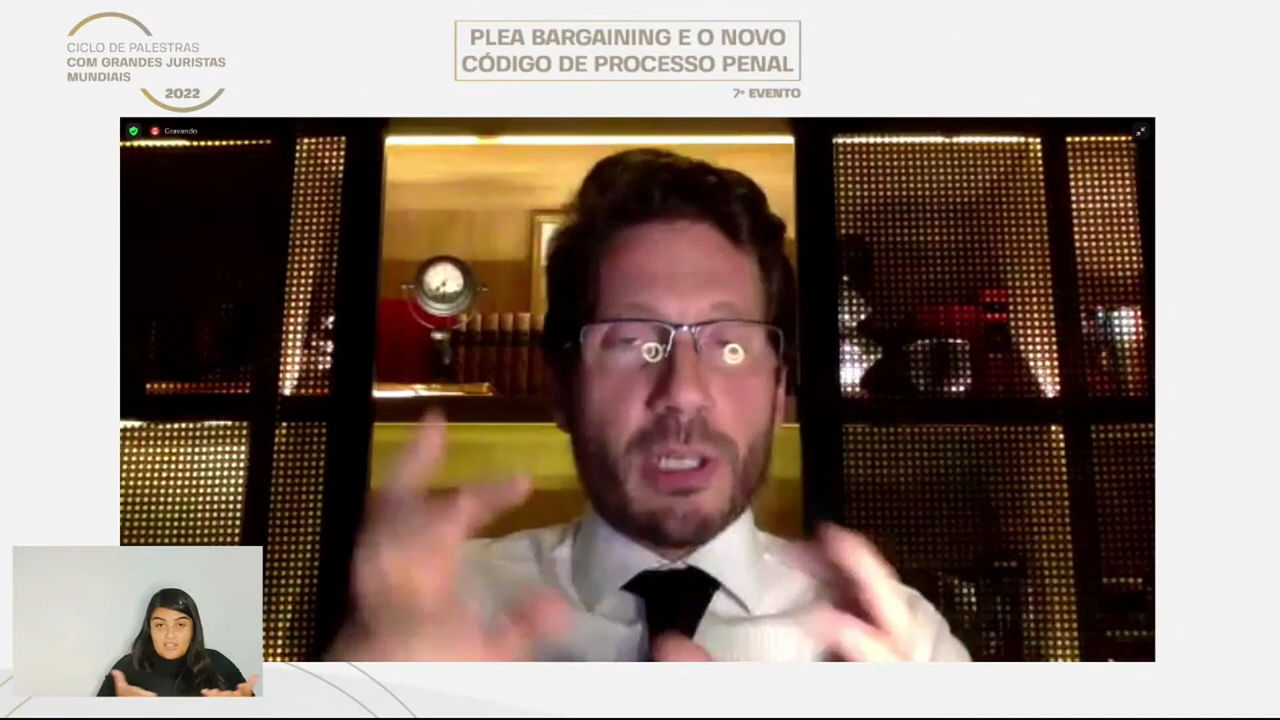 CICLO DE PALESTRAS
COM GRANDES JURISTAS
MUNDIAIS
2022
PLEA BARGAINING E O NOVO
CÓDIGO DE PROCESSO PENAL
7º EVENTO
Gravando